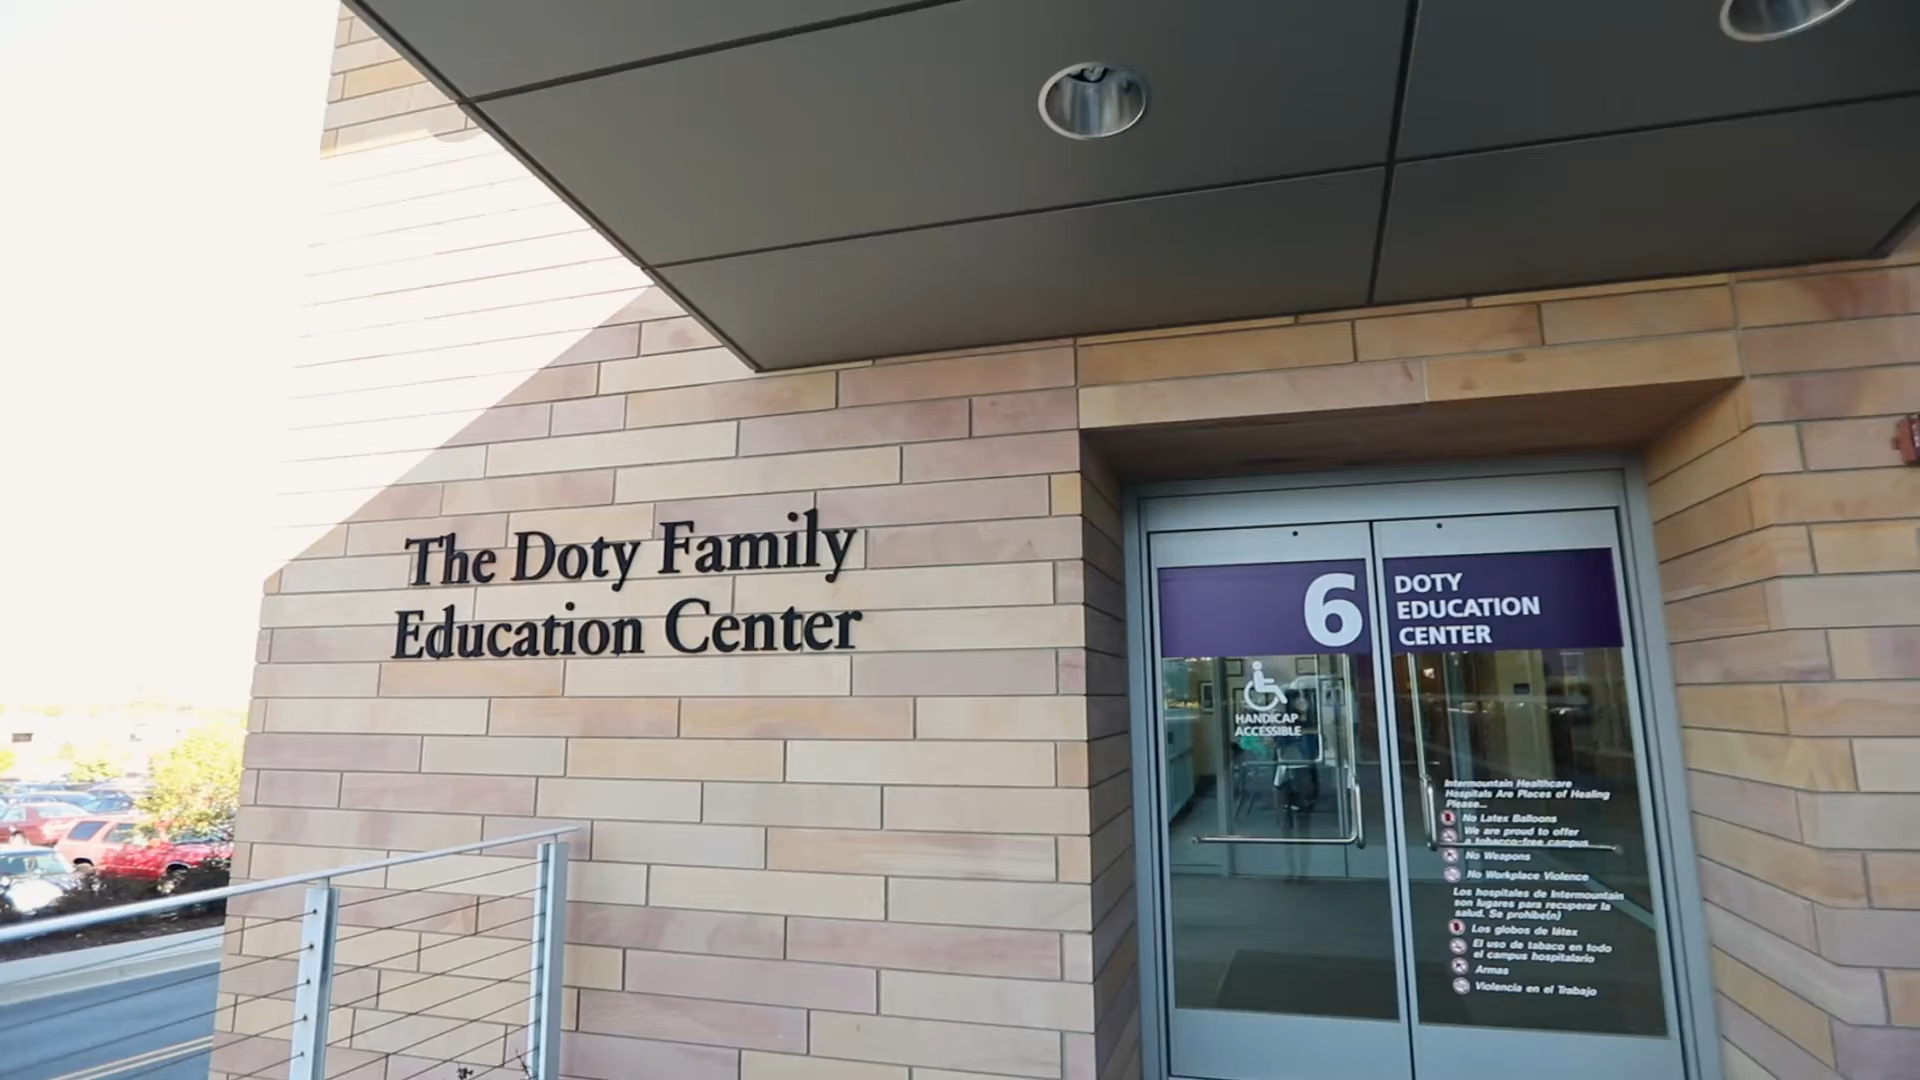 The Doty Family
Education Center
6
DOTY
EDUCATION
CENTER
HANDICAP
ACCESSIBLE
Intermountain Healthcare
Hospitals Are Places of Healing
Please...
No Latex Balloons
We are proud to offer
a tobacco-free campus
No Weapons
No Workplace Violence
Los hospitales de Intermountain
son lugares para recuperar la
salud. Se prohibe(n)
Los globos de látex
El uso de tabaco en todo
el campus hospitalario
Armas
Violencia en el Trabajo